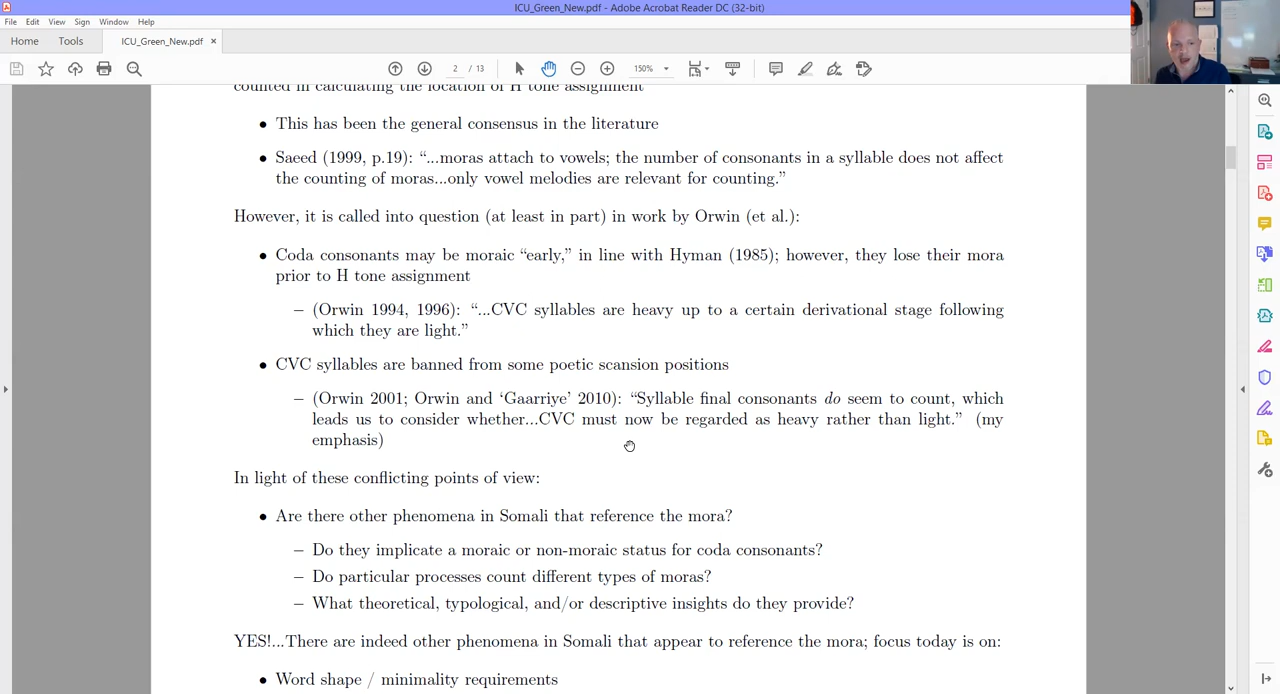 ICU_Green_New.pdf - Adobe Acrobat Reader DC (32-bit)
File Edit View Sign Window Help
Home Tools ICU_Green_New.pdf ×
2 / 13 150%
counted in calculating the location of H tone assignment
• This has been the general consensus in the literature
• Saeed (1999, p.19): “...moras attach to vowels; the number of consonants in a syllable does not affect
the counting of moras...only vowel melodies are relevant for counting.”
However, it is called into question (at least in part) in work by Orwin (et al.):
• Coda consonants may be moraic “early,” in line with Hyman (1985); however, they lose their mora
prior to H tone assignment
– (Orwin 1994, 1996): “...CVC syllables are heavy up to a certain derivational stage following
which they are light.”
• CVC syllables are banned from some poetic scansion positions
– (Orwin 2001; Orwin and ‘Gaarriye’ 2010): “Syllable final consonants do seem to count, which
leads us to consider whether...CVC must now be regarded as heavy rather than light.” (my
emphasis)
In light of these conflicting points of view:
• Are there other phenomena in Somali that reference the mora?
– Do they implicate a moraic or non-moraic status for coda consonants?
– Do particular processes count different types of moras?
– What theoretical, typological, and/or descriptive insights do they provide?
YES!...There are indeed other phenomena in Somali that appear to reference the mora; focus today is on:
• Word shape / minimality requirements